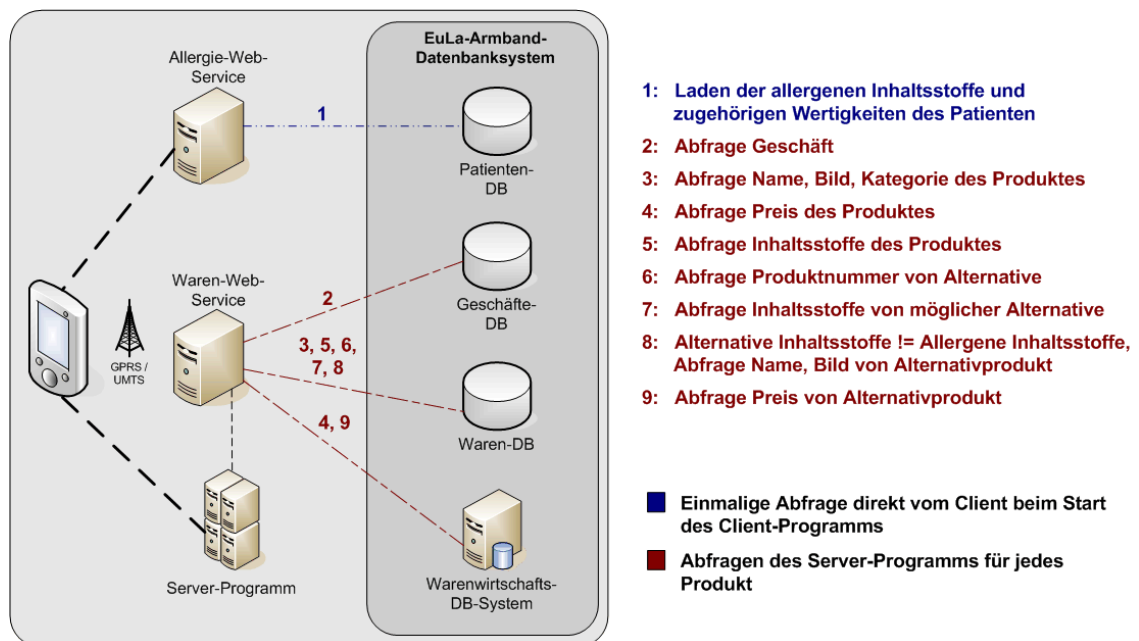 EuLa-Armband-
Datenbanksystem
Allergie-Web-
Service
1
Patienten-
DB
Waren-Web-
Service
2
Geschäfte-
DB
GPRS /
UMTS
3, 5, 6,
7, 8
4, 9
Waren-DB
Server-Programm
Warenwirtschafts-
DB-System
1: Laden der allergenen Inhaltsstoffe und
zugehörigen Wertigkeiten des Patienten
2: Abfrage Geschäft
3: Abfrage Name, Bild, Kategorie des Produktes
4: Abfrage Preis des Produktes
5: Abfrage Inhaltsstoffe des Produktes
6: Abfrage Produktnummer von Alternative
7: Abfrage Inhaltsstoffe von möglicher Alternative
8: Alternative Inhaltsstoffe != Allergene Inhaltsstoffe,
Abfrage Name, Bild von Alternativprodukt
9: Abfrage Preis von Alternativprodukt
Einmalige Abfrage direkt vom Client beim Start
des Client-Programms
Abfragen des Server-Programms für jedes
Produkt